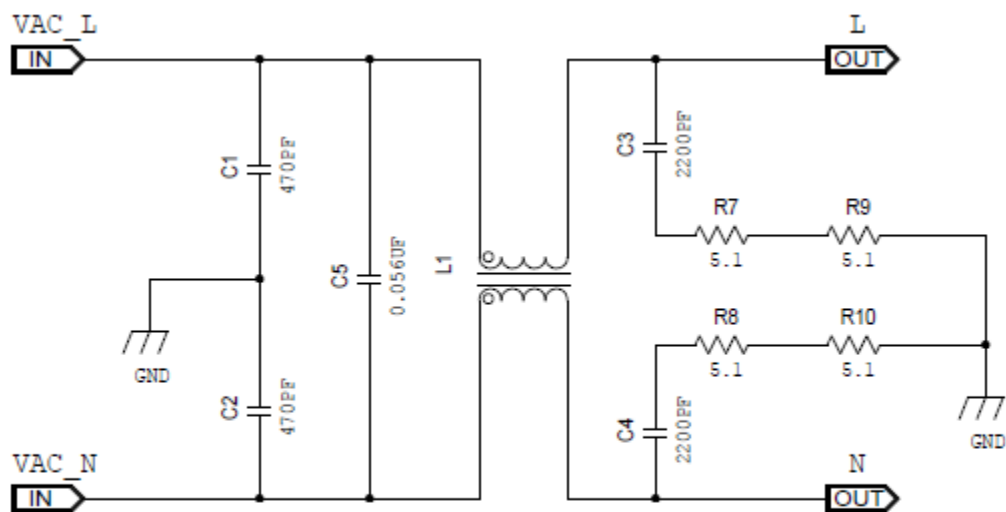 VAC_L
IN
L
OUT
C1
470PF
C3
2200PF
R7
5.1
R9
5.1
C5
0.056UF
L1
GND
R8
5.1
R10
5.1
C2
470PF
C4
2200PF
GND
VAC_N
IN
N
OUT